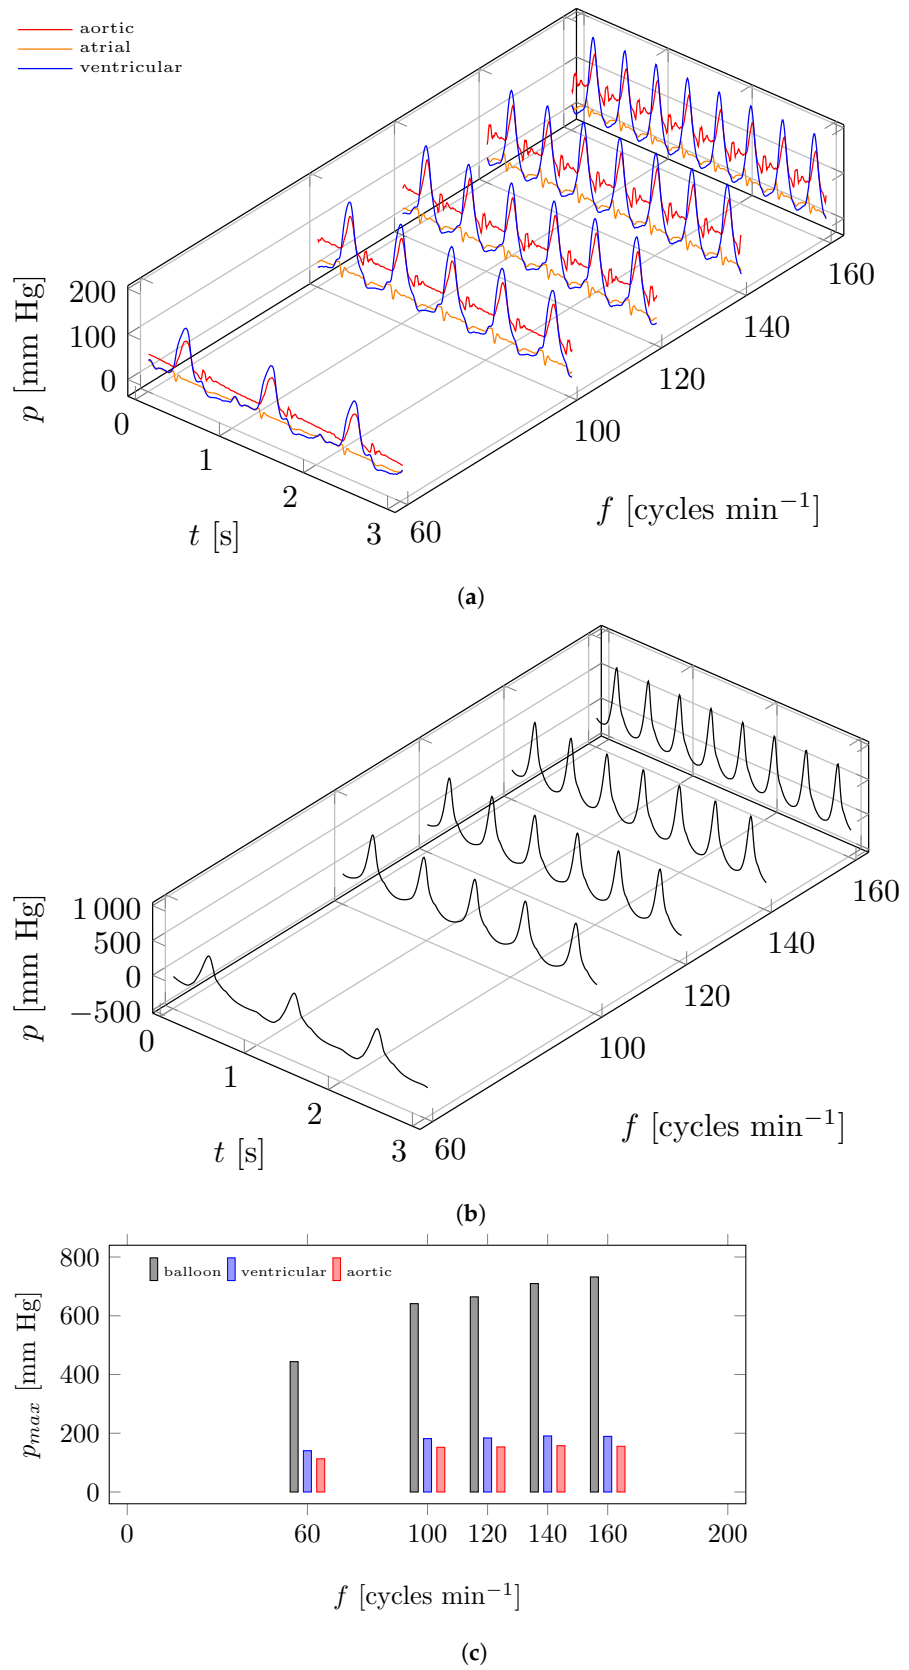 aortic
atrial
ventricular
200
100
0
p [mm Hg]
0
1
2
3
t [s]
60
100
120
140
160
f [cycles min⁻¹]
(a)
1 000
500
0
−500
p [mm Hg]
0
1
2
3
t [s]
60
100
120
140
160
f [cycles min⁻¹]
(b)
800
600
400
200
0
p_max [mm Hg]
balloon ventricular aortic
0 60 100 120 140 160 200
f [cycles min⁻¹]
(c)